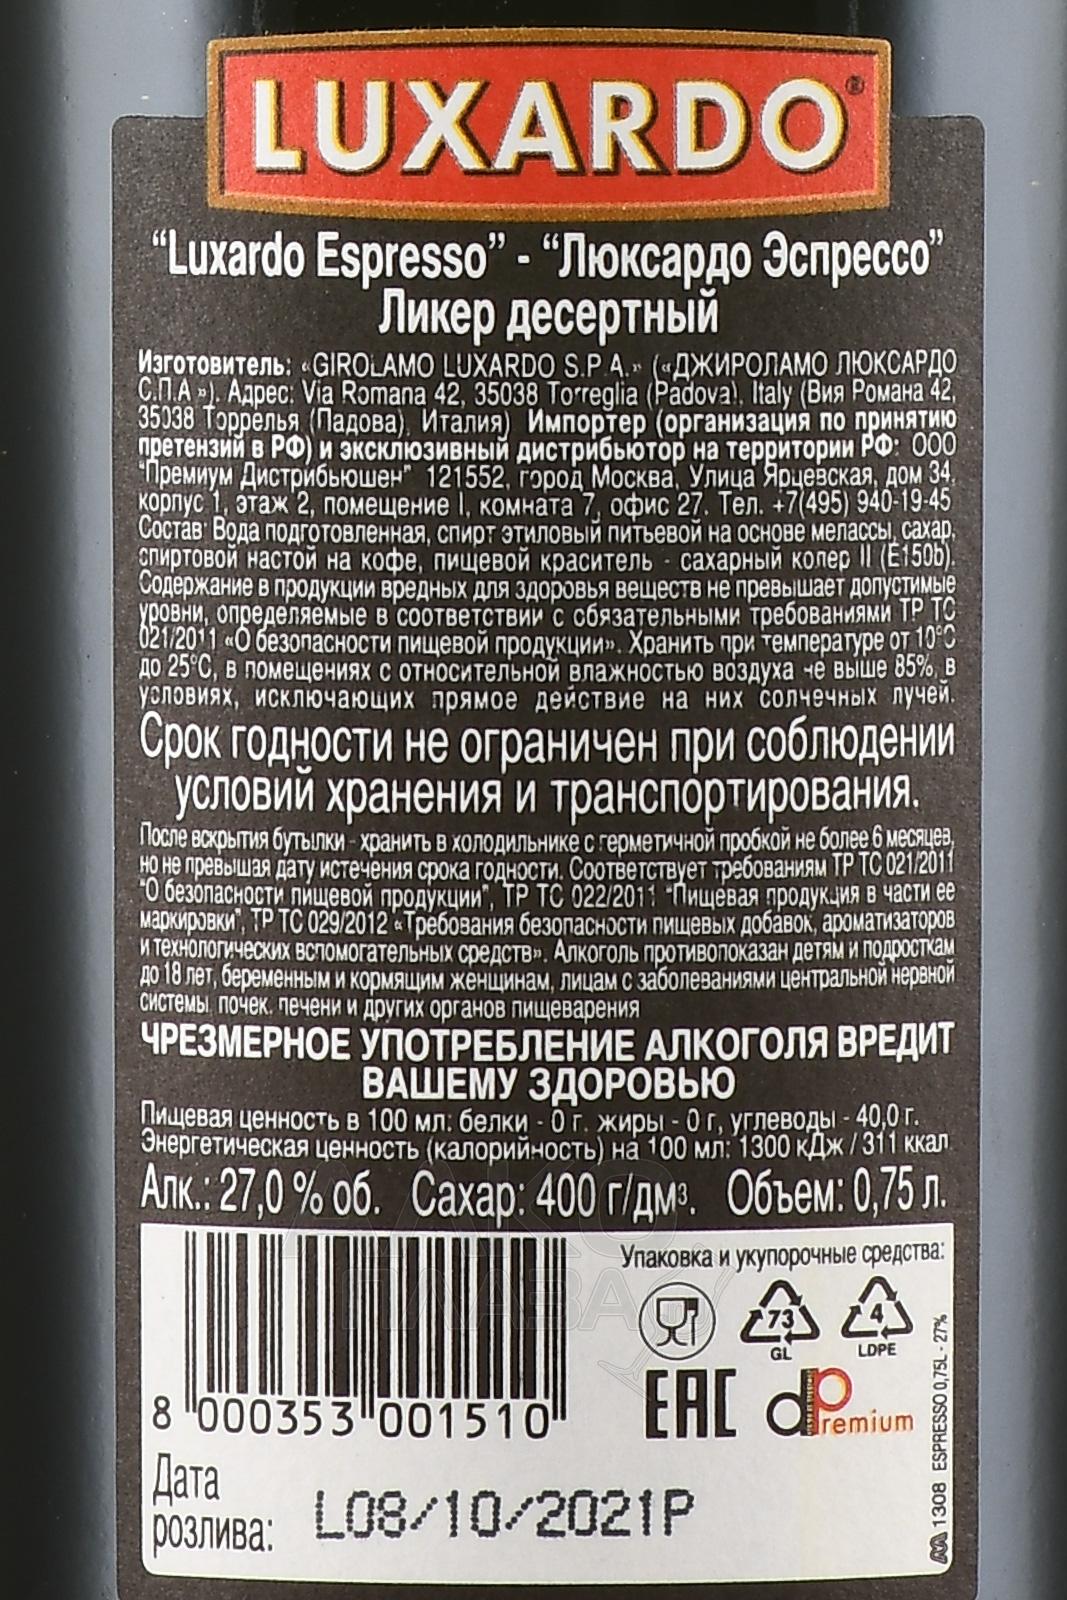 LUXARDO®
“Luxardo Espresso” - “Люксардо Эспрессо”
Ликер десертный
Изготовитель: «GIROLAMO LUXARDO S.P.A.» («ДЖИРОЛАМО ЛЮКСАРДО
С.П.А »). Адрес: Via Romana 42, 35038 Torreglia (Padova), Italy (Вия Романа 42,
35038 Торрелья (Падова), Италия) Импортер (организация по принятию
претензий в РФ) и эксклюзивный дистрибьютор на территории РФ: ООО
"Премиум Дистрибьюшен" 121552, город Москва, Улица Ярцевская, дом 34,
корпус 1, этаж 2, помещение I, комната 7, офис 27. Тел. +7(495) 940-19-45
Состав: Вода подготовленная, спирт этиловый питьевой на основе мелассы, сахар,
спиртовой настой на кофе, пищевой краситель - сахарный колер II (E150b).
Содержание в продукции вредных для здоровья веществ не превышает допустимые
уровни, определяемые в соответствии с обязательными требованиями ТР ТС
021/2011 «О безопасности пищевой продукции». Хранить при температуре от 10°С
до 25°С, в помещениях с относительной влажностью воздуха не выше 85%, в
условиях, исключающих прямое действие на них солнечных лучей.
Срок годности не ограничен при соблюдении
условий хранения и транспортирования.
После вскрытия бутылки - хранить в холодильнике с герметичной пробкой не более 6 месяцев,
но не превышая дату истечения срока годности. Соответствует требованиям ТР ТС 021/2011
"О безопасности пищевой продукции", ТР ТС 022/2011 "Пищевая продукция в части ее
маркировки", ТР ТС 029/2012 «Требования безопасности пищевых добавок, ароматизаторов
и технологических вспомогательных средств». Алкоголь противопоказан детям и подросткам
до 18 лет, беременным и кормящим женщинам, лицам с заболеваниями центральной нервной
системы, почек, печени и других органов пищеварения
ЧРЕЗМЕРНОЕ УПОТРЕБЛЕНИЕ АЛКОГОЛЯ ВРЕДИТ
ВАШЕМУ ЗДОРОВЬЮ
Пищевая ценность в 100 мл: белки - 0 г. жиры - 0 г, углеводы - 40,0 г.
Энергетическая ценность (калорийность) на 100 мл: 1300 кДж / 311 ккал
Алк.: 27,0 % об. Сахар: 400 г/дм³. Объем: 0,75 л.
Упаковка и укупорочные средства:
73
GL
4
LDPE
EAC
dPremium
8 000353 001510
Дата
розлива:
L08/10/2021P
1308 ESPRESSO 0,75L - 27%
АЛКО
ПЛАВА